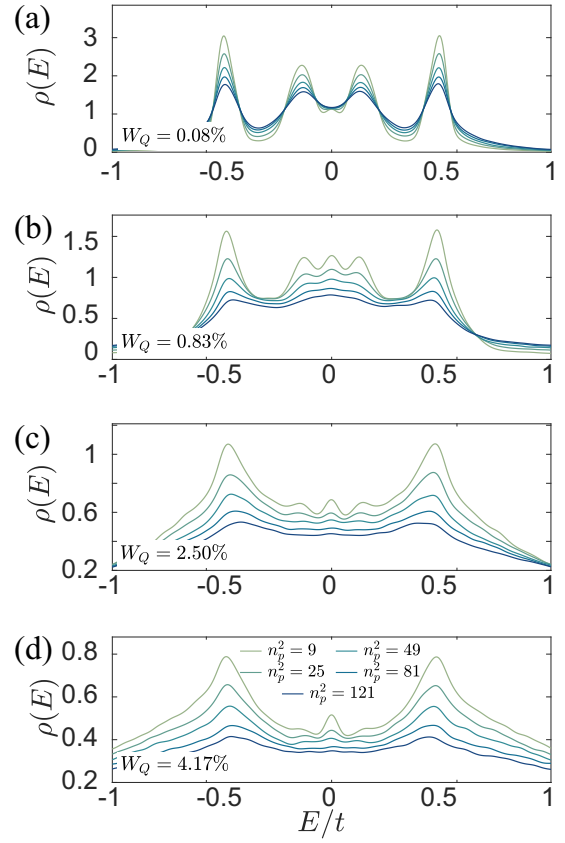 (a)
ρ(E)
3
2
1
0
W_Q = 0.08%
-1 -0.5 0 0.5 1
(b)
ρ(E)
1.5
1
0.5
0
W_Q = 0.83%
-1 -0.5 0 0.5 1
(c)
ρ(E)
1
0.6
0.2
W_Q = 2.50%
-1 -0.5 0 0.5 1
(d)
ρ(E)
0.8
0.6
0.4
0.2
n_p^2 = 9 n_p^2 = 49
n_p^2 = 25 n_p^2 = 81
n_p^2 = 121
W_Q = 4.17%
-1 -0.5 0 0.5 1
E/t